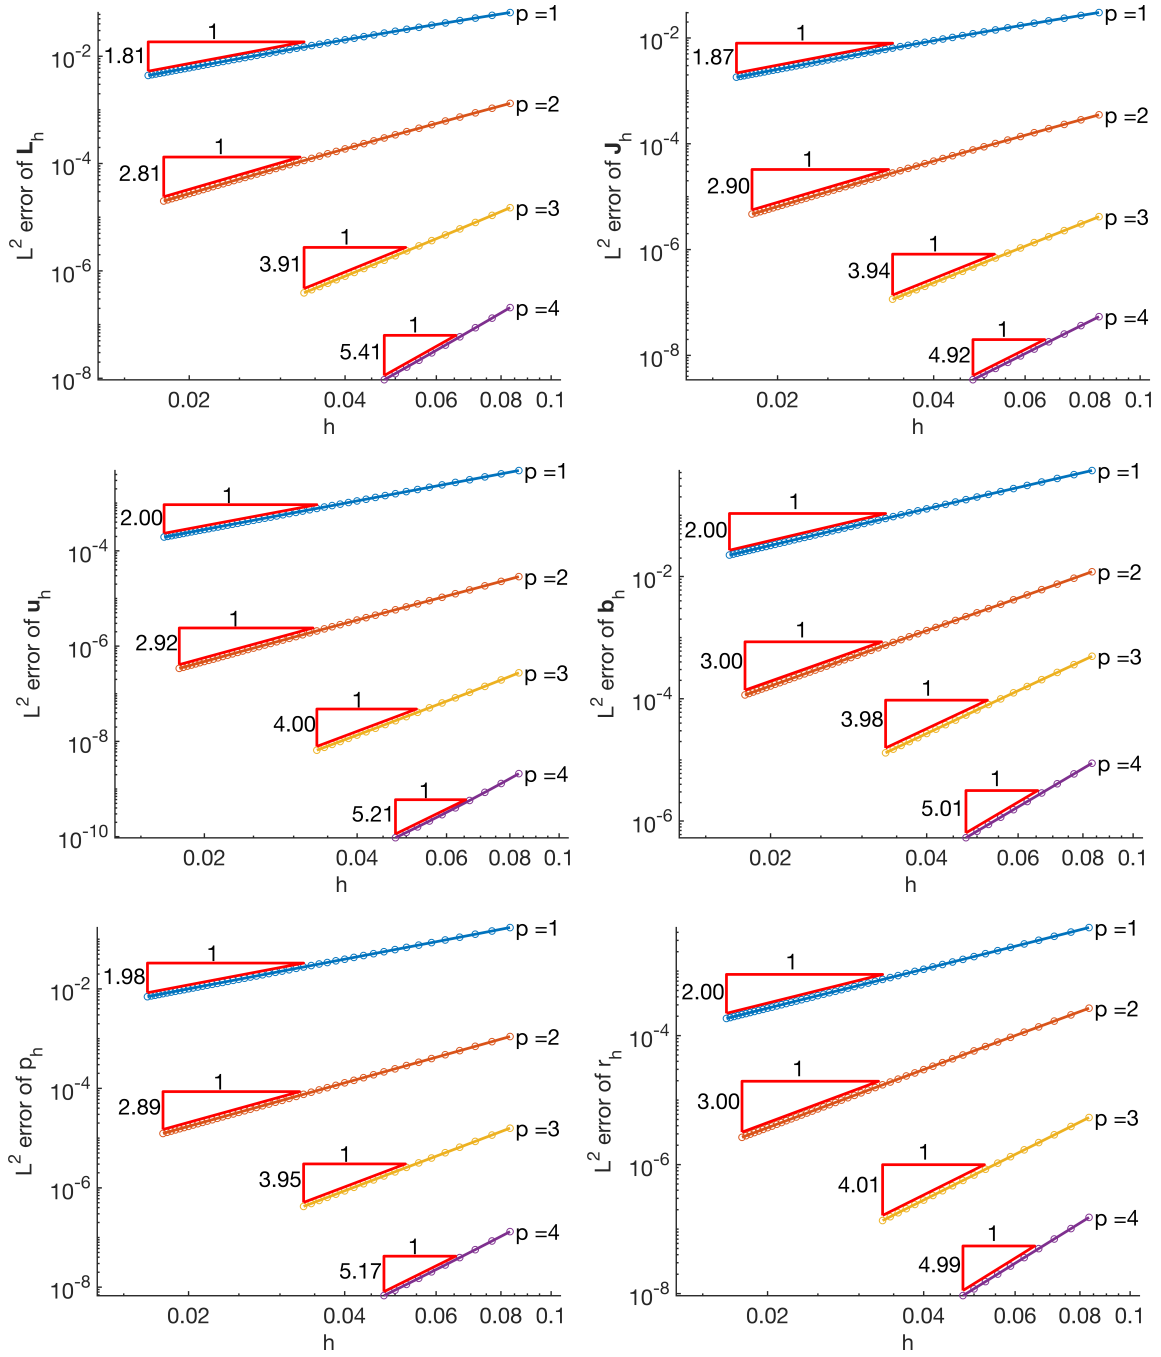 L² error of L_h
10^-2
10^-4
10^-6
10^-8
1
1.81
p =1
1
2.81
p =2
1
3.91
p =3
1
5.41
p =4
0.02 0.04 0.06 0.08 0.1
h
L² error of J_h
10^-2
10^-4
10^-6
10^-8
1
1.87
p =1
1
2.90
p =2
1
3.94
p =3
1
4.92
p =4
0.02 0.04 0.06 0.08 0.1
h
L² error of u_h
10^-4
10^-6
10^-8
10^-10
1
2.00
p =1
1
2.92
p =2
1
4.00
p =3
1
5.21
p =4
0.02 0.04 0.06 0.08 0.1
h
L² error of b_h
10^-2
10^-4
10^-6
1
2.00
p =1
1
3.00
p =2
1
3.98
p =3
1
5.01
p =4
0.02 0.04 0.06 0.08 0.1
h
L² error of p_h
10^-2
10^-4
10^-6
10^-8
1
1.98
p =1
1
2.89
p =2
1
3.95
p =3
1
5.17
p =4
0.02 0.04 0.06 0.08 0.1
h
L² error of r_h
10^-4
10^-6
10^-8
1
2.00
p =1
1
3.00
p =2
1
4.01
p =3
1
4.99
p =4
0.02 0.04 0.06 0.08 0.1
h